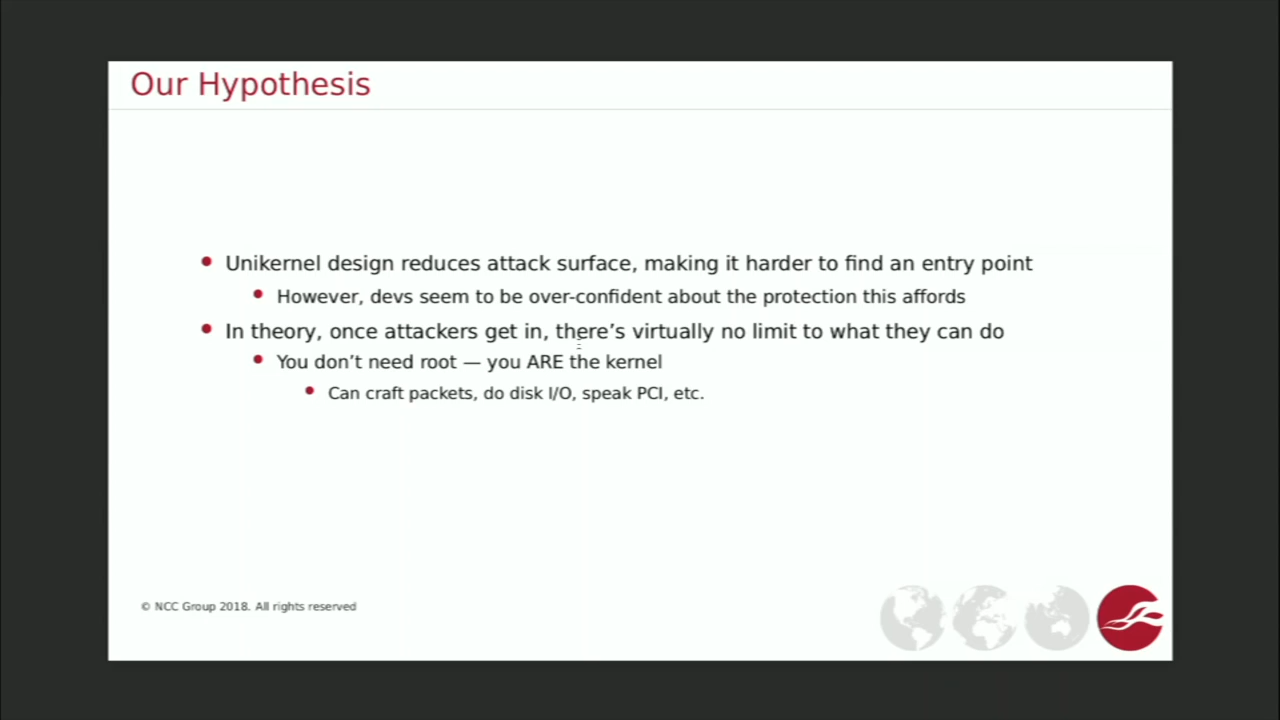 Our Hypothesis
Unikernel design reduces attack surface, making it harder to find an entry point
However, devs seem to be over-confident about the protection this affords
In theory, once attackers get in, there’s virtually no limit to what they can do
You don’t need root — you ARE the kernel
Can craft packets, do disk I/O, speak PCI, etc.
© NCC Group 2018. All rights reserved